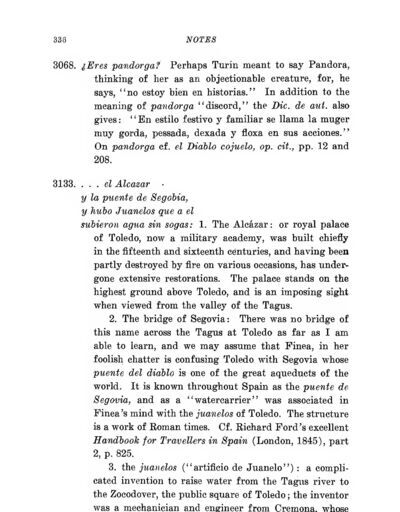 336 NOTES
3068. ¿Eres pandorga? Perhaps Turin meant to say Pandora,
thinking of her as an objectionable creature, for, he
says, "no estoy bien en historias." In addition to the
meaning of pandorga "discord," the Dic. de aut. also
gives: "En estilo festivo y familiar se llama la muger
muy gorda, pessada, dexada y floxa en sus acciones."
On pandorga cf. el Diablo cojuelo, op. cit., pp. 12 and
208.
3133. . . . el Alcazar
y la puente de Segobia,
y hubo Juanelos que a el
subieron agua sin sogas: 1. The Alcázar: or royal palace
of Toledo, now a military academy, was built chiefly
in the fifteenth and sixteenth centuries, and having been
partly destroyed by fire on various occasions, has under-
gone extensive restorations. The palace stands on the
highest ground above Toledo, and is an imposing sight
when viewed from the valley of the Tagus.
2. The bridge of Segovia: There was no bridge of
this name across the Tagus at Toledo as far as I am
able to learn, and we may assume that Finea, in her
foolish chatter is confusing Toledo with Segovia whose
puente del diablo is one of the great aqueducts of the
world. It is known throughout Spain as the puente de
Segovia, and as a "watercarrier" was associated in
Finea's mind with the juanelos of Toledo. The structure
is a work of Roman times. Cf. Richard Ford's excellent
Handbook for Travellers in Spain (London, 1845), part
2, p. 825.
3. the juanelos ("artificio de Juanelo"): a compli-
cated invention to raise water from the Tagus river to
the Zocodover, the public square of Toledo; the inventor
was a mechanician and engineer from Cremona, whose